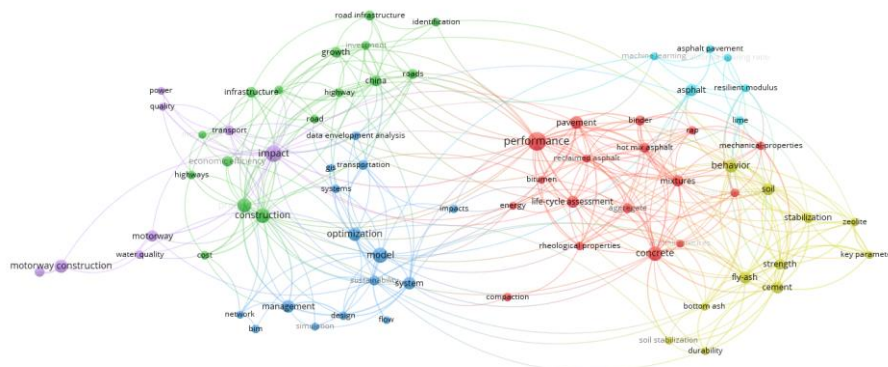 road infrastructure
identification
investment
growth
machine learning
asphalt pavement
china
roads
power
infrastructure
highway
asphalt
resilient modulus
quality
road
pavement
binder
lime
transport
data envelopment analysis
performance
rap
impact
hot mix asphalt
mechanical properties
economic efficiency
gis
transportation
reclaimed asphalt
behavior
highways
systems
bitumen
mixtures
soil
construction
impacts
energy
life-cycle assessment
aggregate
stabilization
zeolite
motorway
optimization
rheological properties
water quality
cost
model
concrete
key paramete
motorway construction
sustainability
system
strength
fly-ash
cement
compaction
management
bottom ash
network
design
flow
bim
simulation
soil stabilization
durability